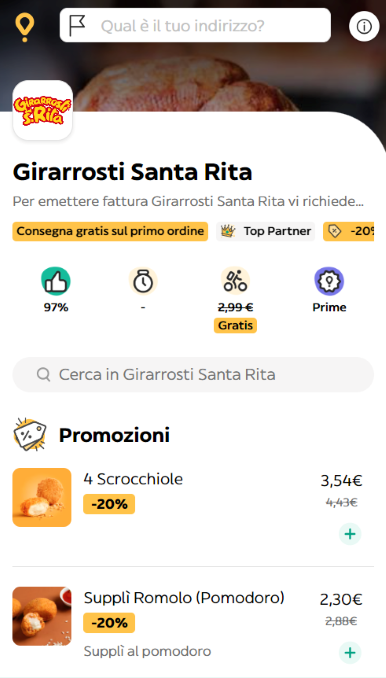 Qual è il tuo indirizzo?
Girarrosti
S. Rita
Girarrosti Santa Rita
Per emettere fattura Girarrosti Santa Rita vi richiede...
Consegna gratis sul primo ordine
Top Partner
-20%
97%
-
2,99 €
Gratis
Prime
Cerca in Girarrosti Santa Rita
Promozioni
4 Scrocchiole
3,54€
-20%
4,43€
Supplì Romolo (Pomodoro)
2,30€
-20%
2,88€
Supplì al pomodoro